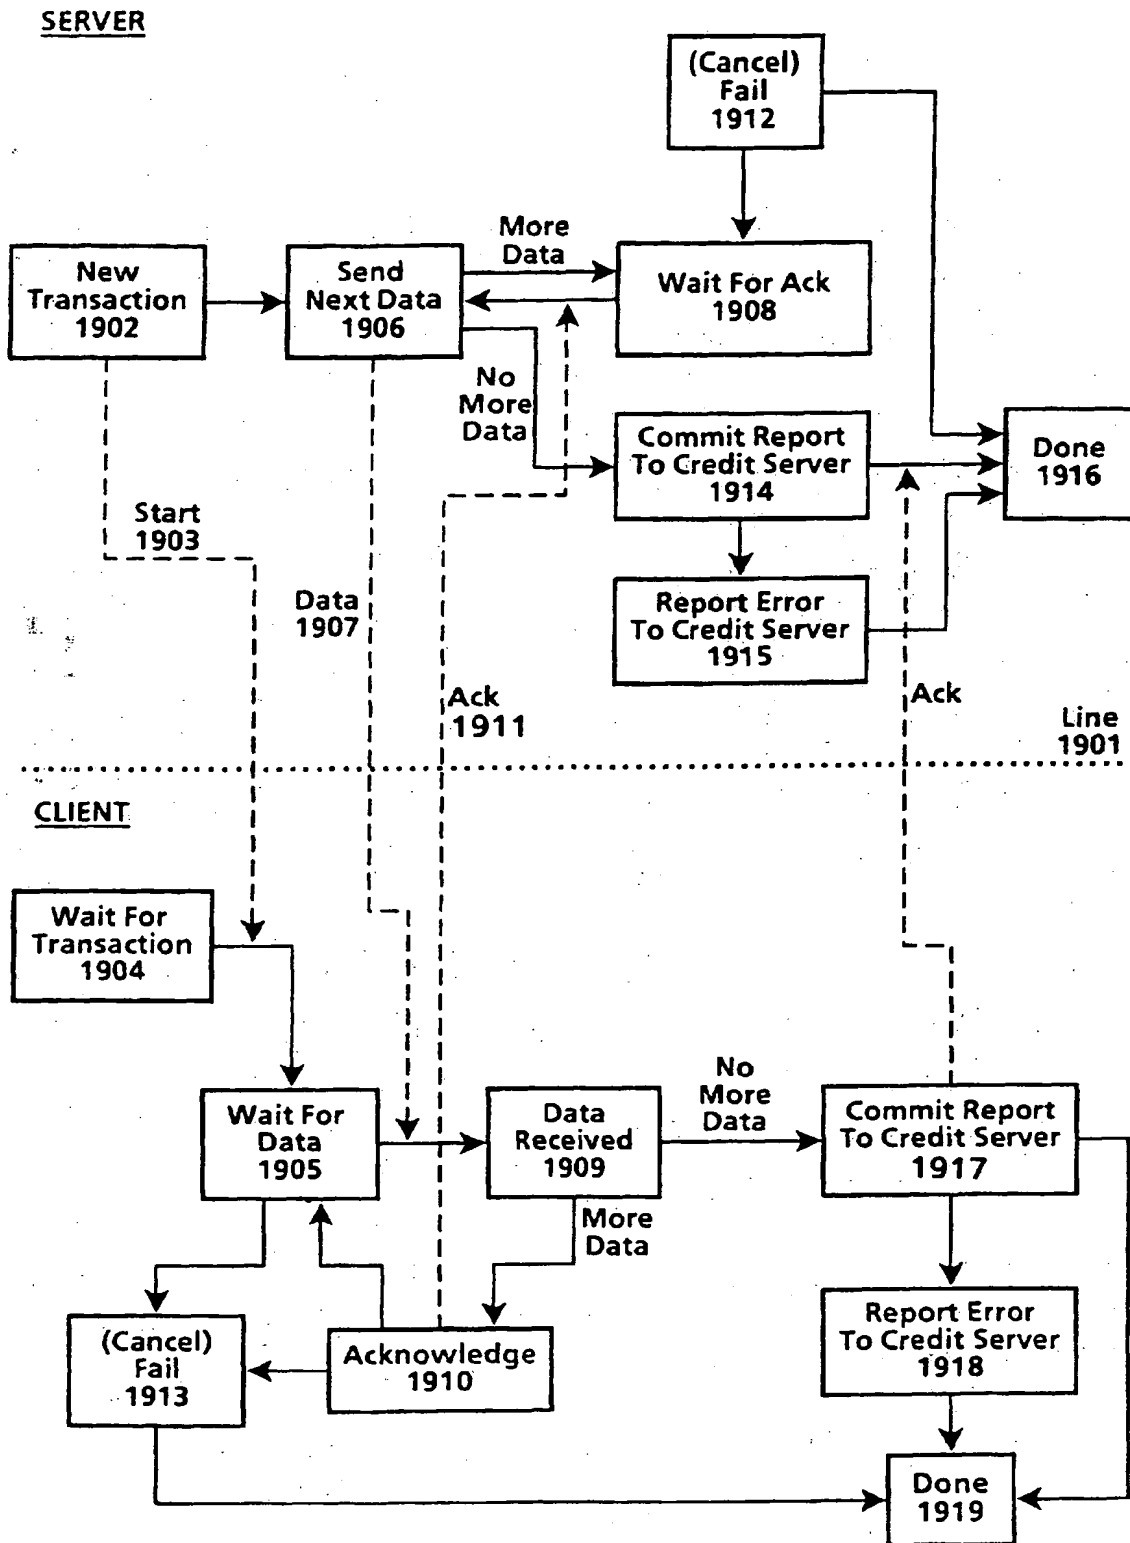 SERVER
(Cancel)
Fail
1912
New
Transaction
1902
Send
Next Data
1906
More
Data
Wait For Ack
1908
No
More
Data
Commit Report
To Credit Server
1914
Done
1916
Start
1903
Data
1907
Report Error
To Credit Server
1915
Ack
1911
Ack
Line
1901
CLIENT
Wait For
Transaction
1904
Wait For
Data
1905
Data
Received
1909
No
More
Data
Commit Report
To Credit Server
1917
More
Data
(Cancel)
Fail
1913
Acknowledge
1910
Report Error
To Credit Server
1918
Done
1919